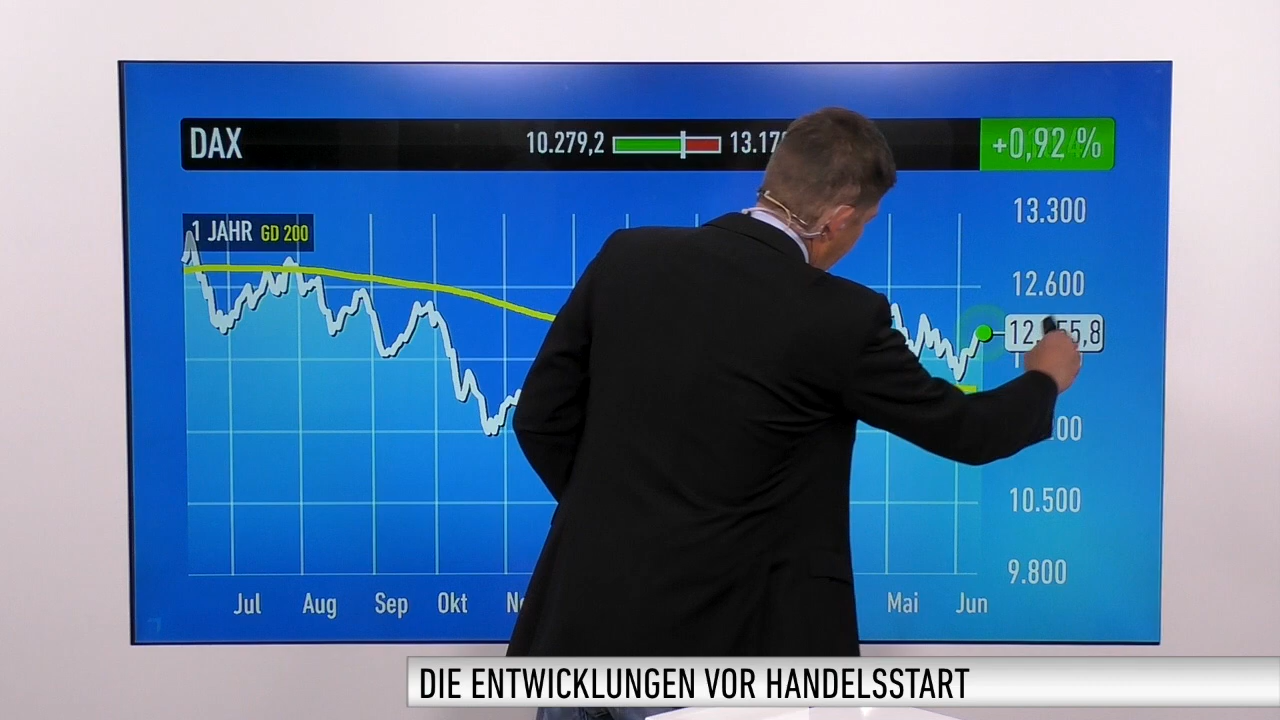 DAX 10.279,2 +0,92 %
1 JAHR GD 200
13.300
12.600
10.500
9.800
Jul Aug Sep Okt Mai Jun
DIE ENTWICKLUNGEN VOR HANDELSSTART